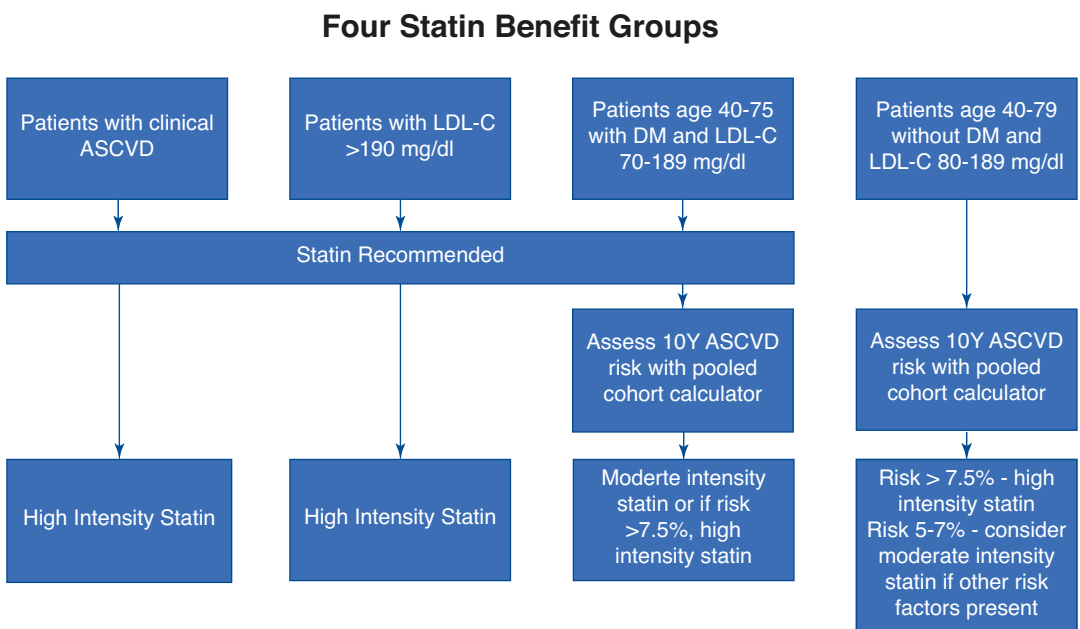 Four Statin Benefit Groups
Patients with clinical
ASCVD
Patients with LDL-C
>190 mg/dl
Patients age 40-75
with DM and LDL-C
70-189 mg/dl
Patients age 40-79
without DM and
LDL-C 80-189 mg/dl
Statin Recommended
Assess 10Y ASCVD
risk with pooled
cohort calculator
Assess 10Y ASCVD
risk with pooled
cohort calculator
High Intensity Statin
High Intensity Statin
Moderte intensity
statin or if risk
>7.5%, high
intensity statin
Risk > 7.5% - high
intensity statin
Risk 5-7% - consider
moderate intensity
statin if other risk
factors present